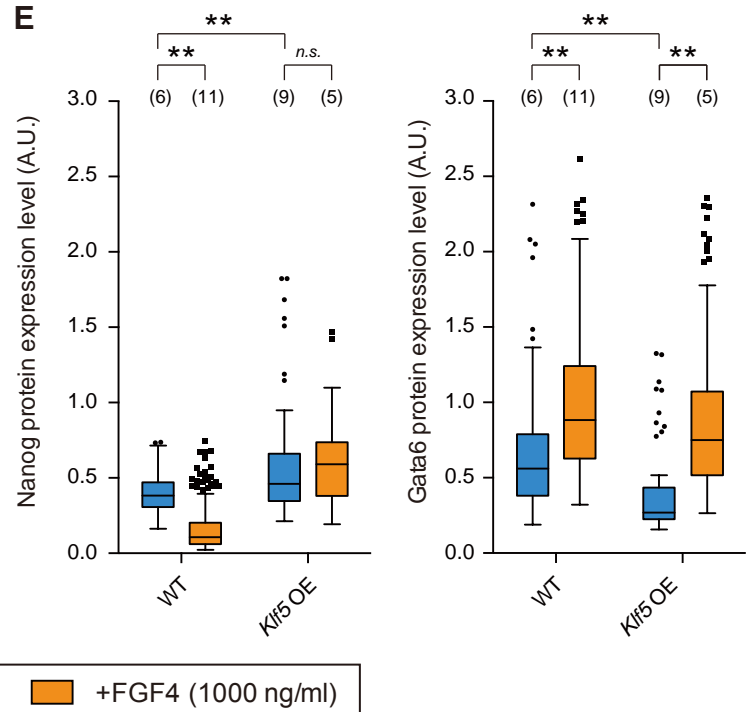 E
** **
** n.s. ** **
(6) (11) (9) (5) (6) (11) (9) (5)
Nanog protein expression level (A.U.)
3.0
2.5
2.0
1.5
1.0
0.5
0.0
WT
Klf5 OE
Gata6 protein expression level (A.U.)
3.0
2.5
2.0
1.5
1.0
0.5
0.0
WT
Klf5 OE
+FGF4 (1000 ng/ml)